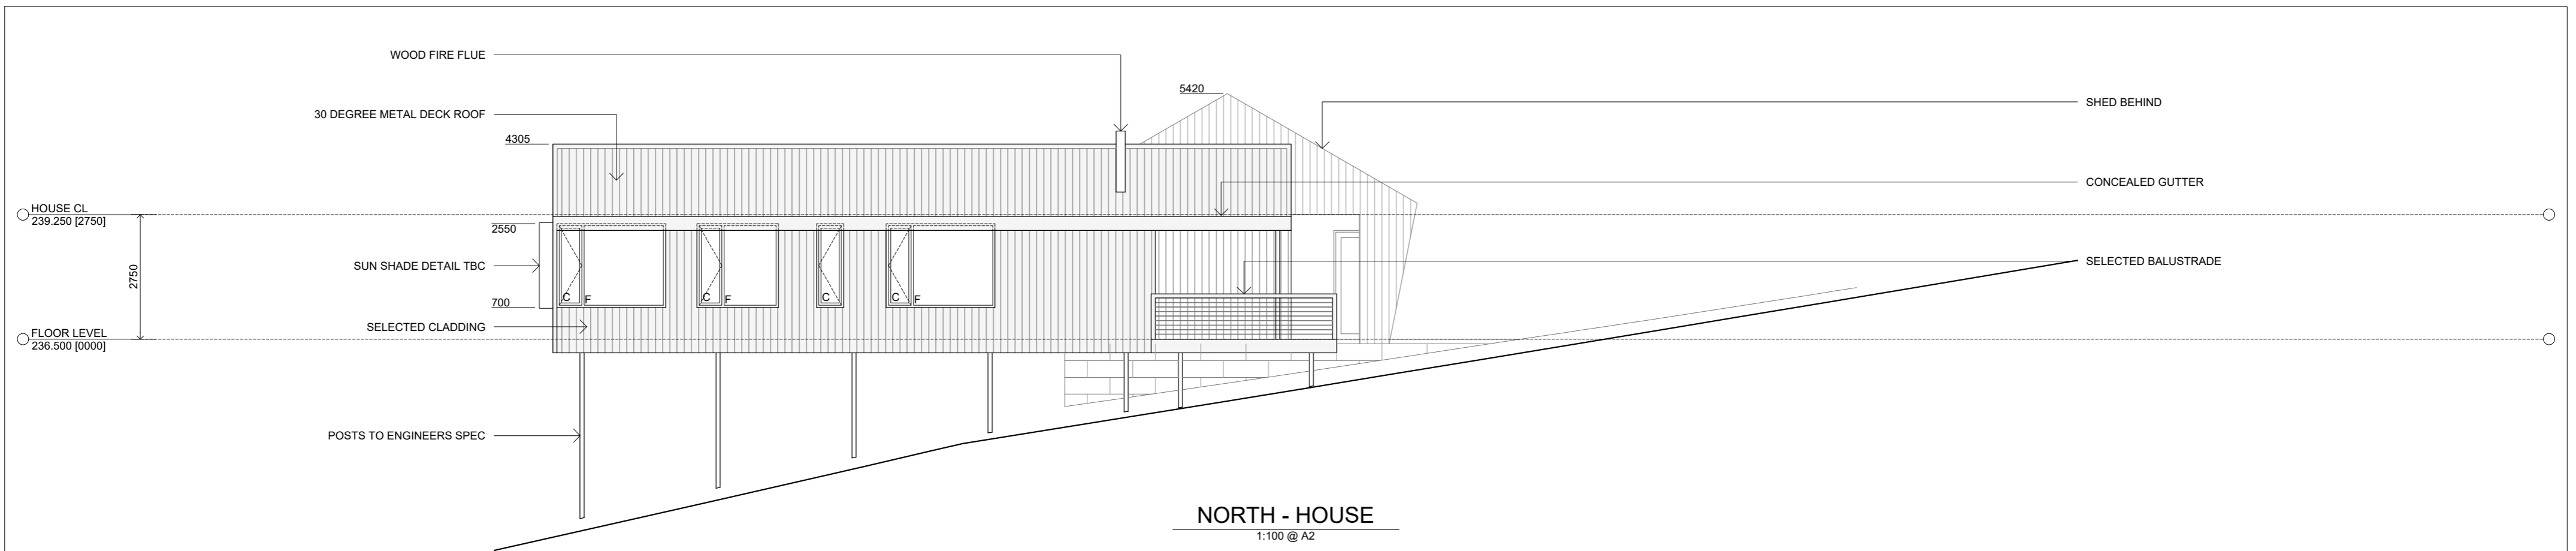 WOOD FIRE FLUE
5420
SHED BEHIND
30 DEGREE METAL DECK ROOF
4305
CONCEALED GUTTER
HOUSE CL
239.250 [2750]
2550
2750
SUN SHADE DETAIL TBC
SELECTED BALUSTRADE
C F
C F
C
C F
700
SELECTED CLADDING
FLOOR LEVEL
236.500 [0000]
POSTS TO ENGINEERS SPEC
NORTH - HOUSE
1:100 @ A2